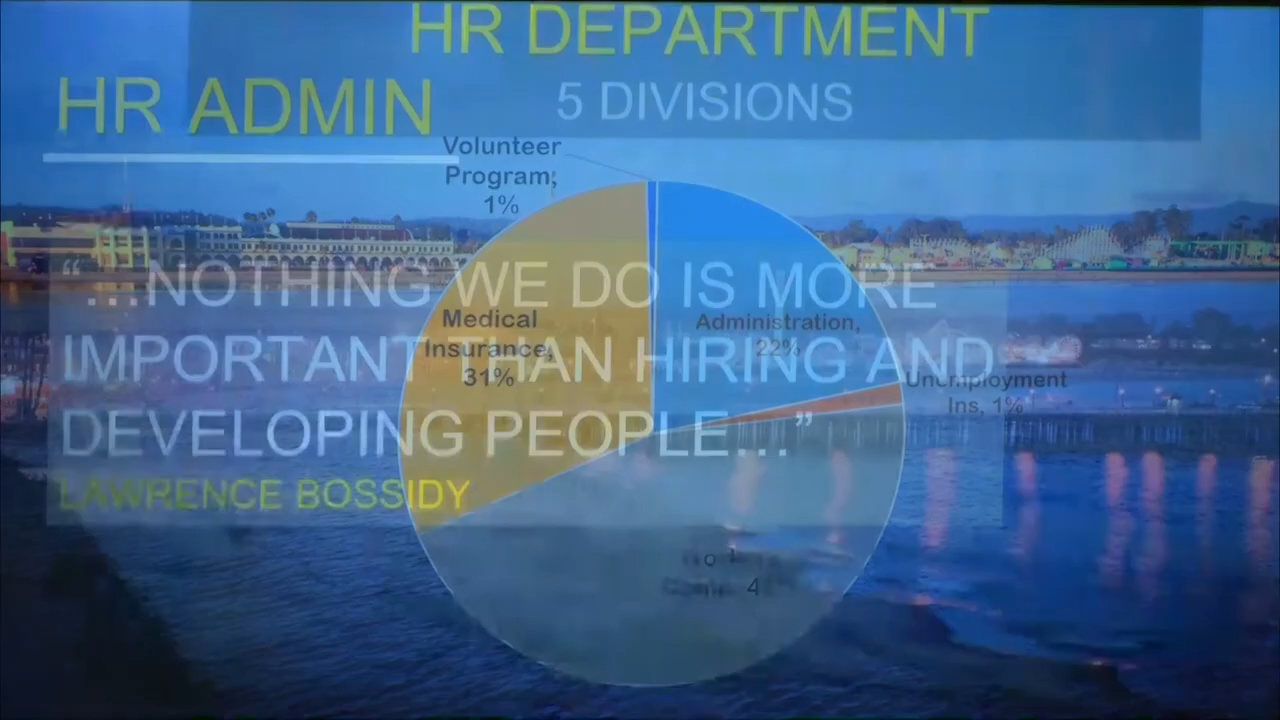 HR DEPARTMENT
5 DIVISIONS
HR ADMIN
Volunteer
Program;
1%
“…NOTHING WE DO IS MORE
IMPORTANT THAN HIRING AND
DEVELOPING PEOPLE…”
LAWRENCE BOSSIDY
Medical
Insurance,
31%
Administration,
22%
Unemployment
Ins, 1%